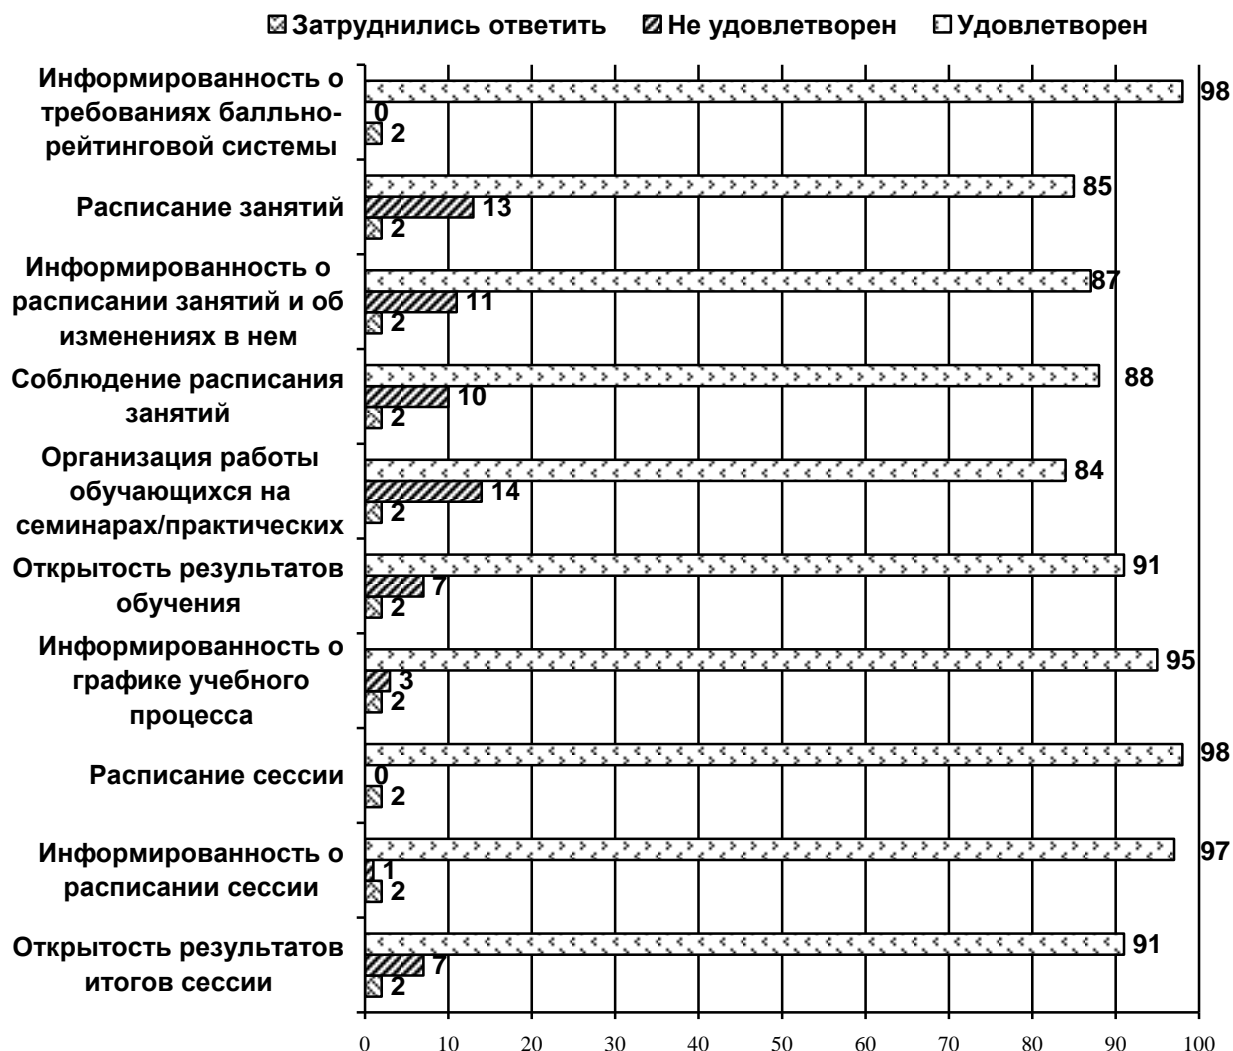 Затруднились ответить Не удовлетворен Удовлетворен
Информированность о
требованиях балльно-
рейтинговой системы
98
0
2
Расписание занятий
85
13
2
Информированность о
расписании занятий и об
изменениях в нем
87
11
2
Соблюдение расписания
занятий
88
10
2
Организация работы
обучающихся на
семинарах/практических
84
14
2
Открытость результатов
обучения
91
7
2
Информированность о
графике учебного
процесса
95
3
2
Расписание сессии
98
0
2
Информированность о
расписании сессии
97
1
2
Открытость результатов
итогов сессии
91
7
2
0 10 20 30 40 50 60 70 80 90 100